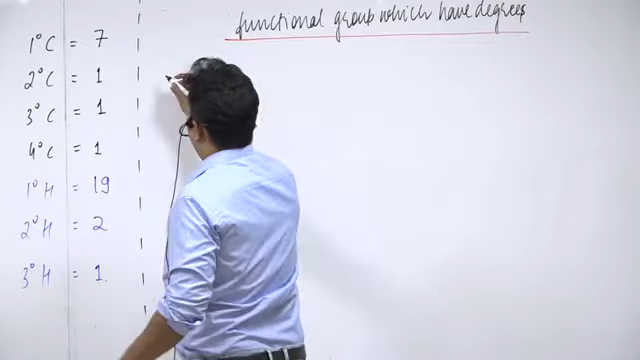 functional group which have degrees
1° C = 7
2° C = 1
3° C = 1
4° C = 1
1° H = 19
2° H = 2
3° H = 1.